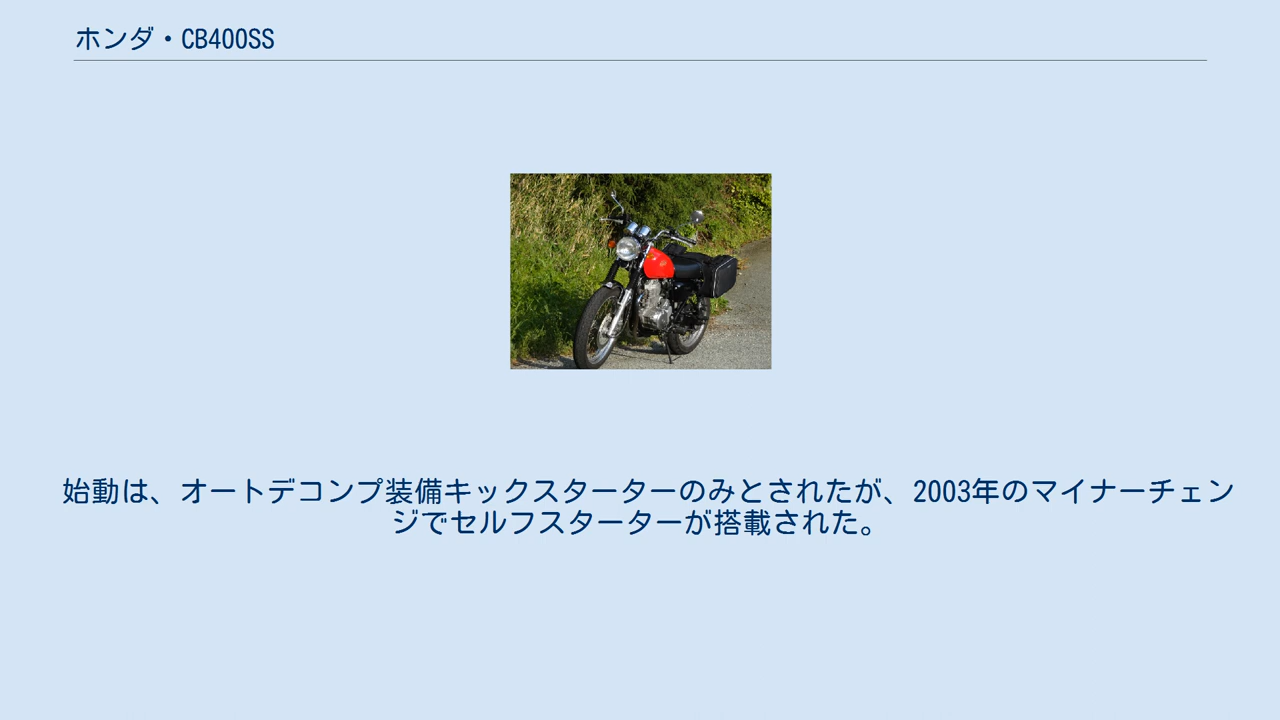 ホンダ・CB400SS
始動は、オートデコンプ装備キックスターターのみとされたが、2003年のマイナーチェン
ジでセルフスターターが搭載された。